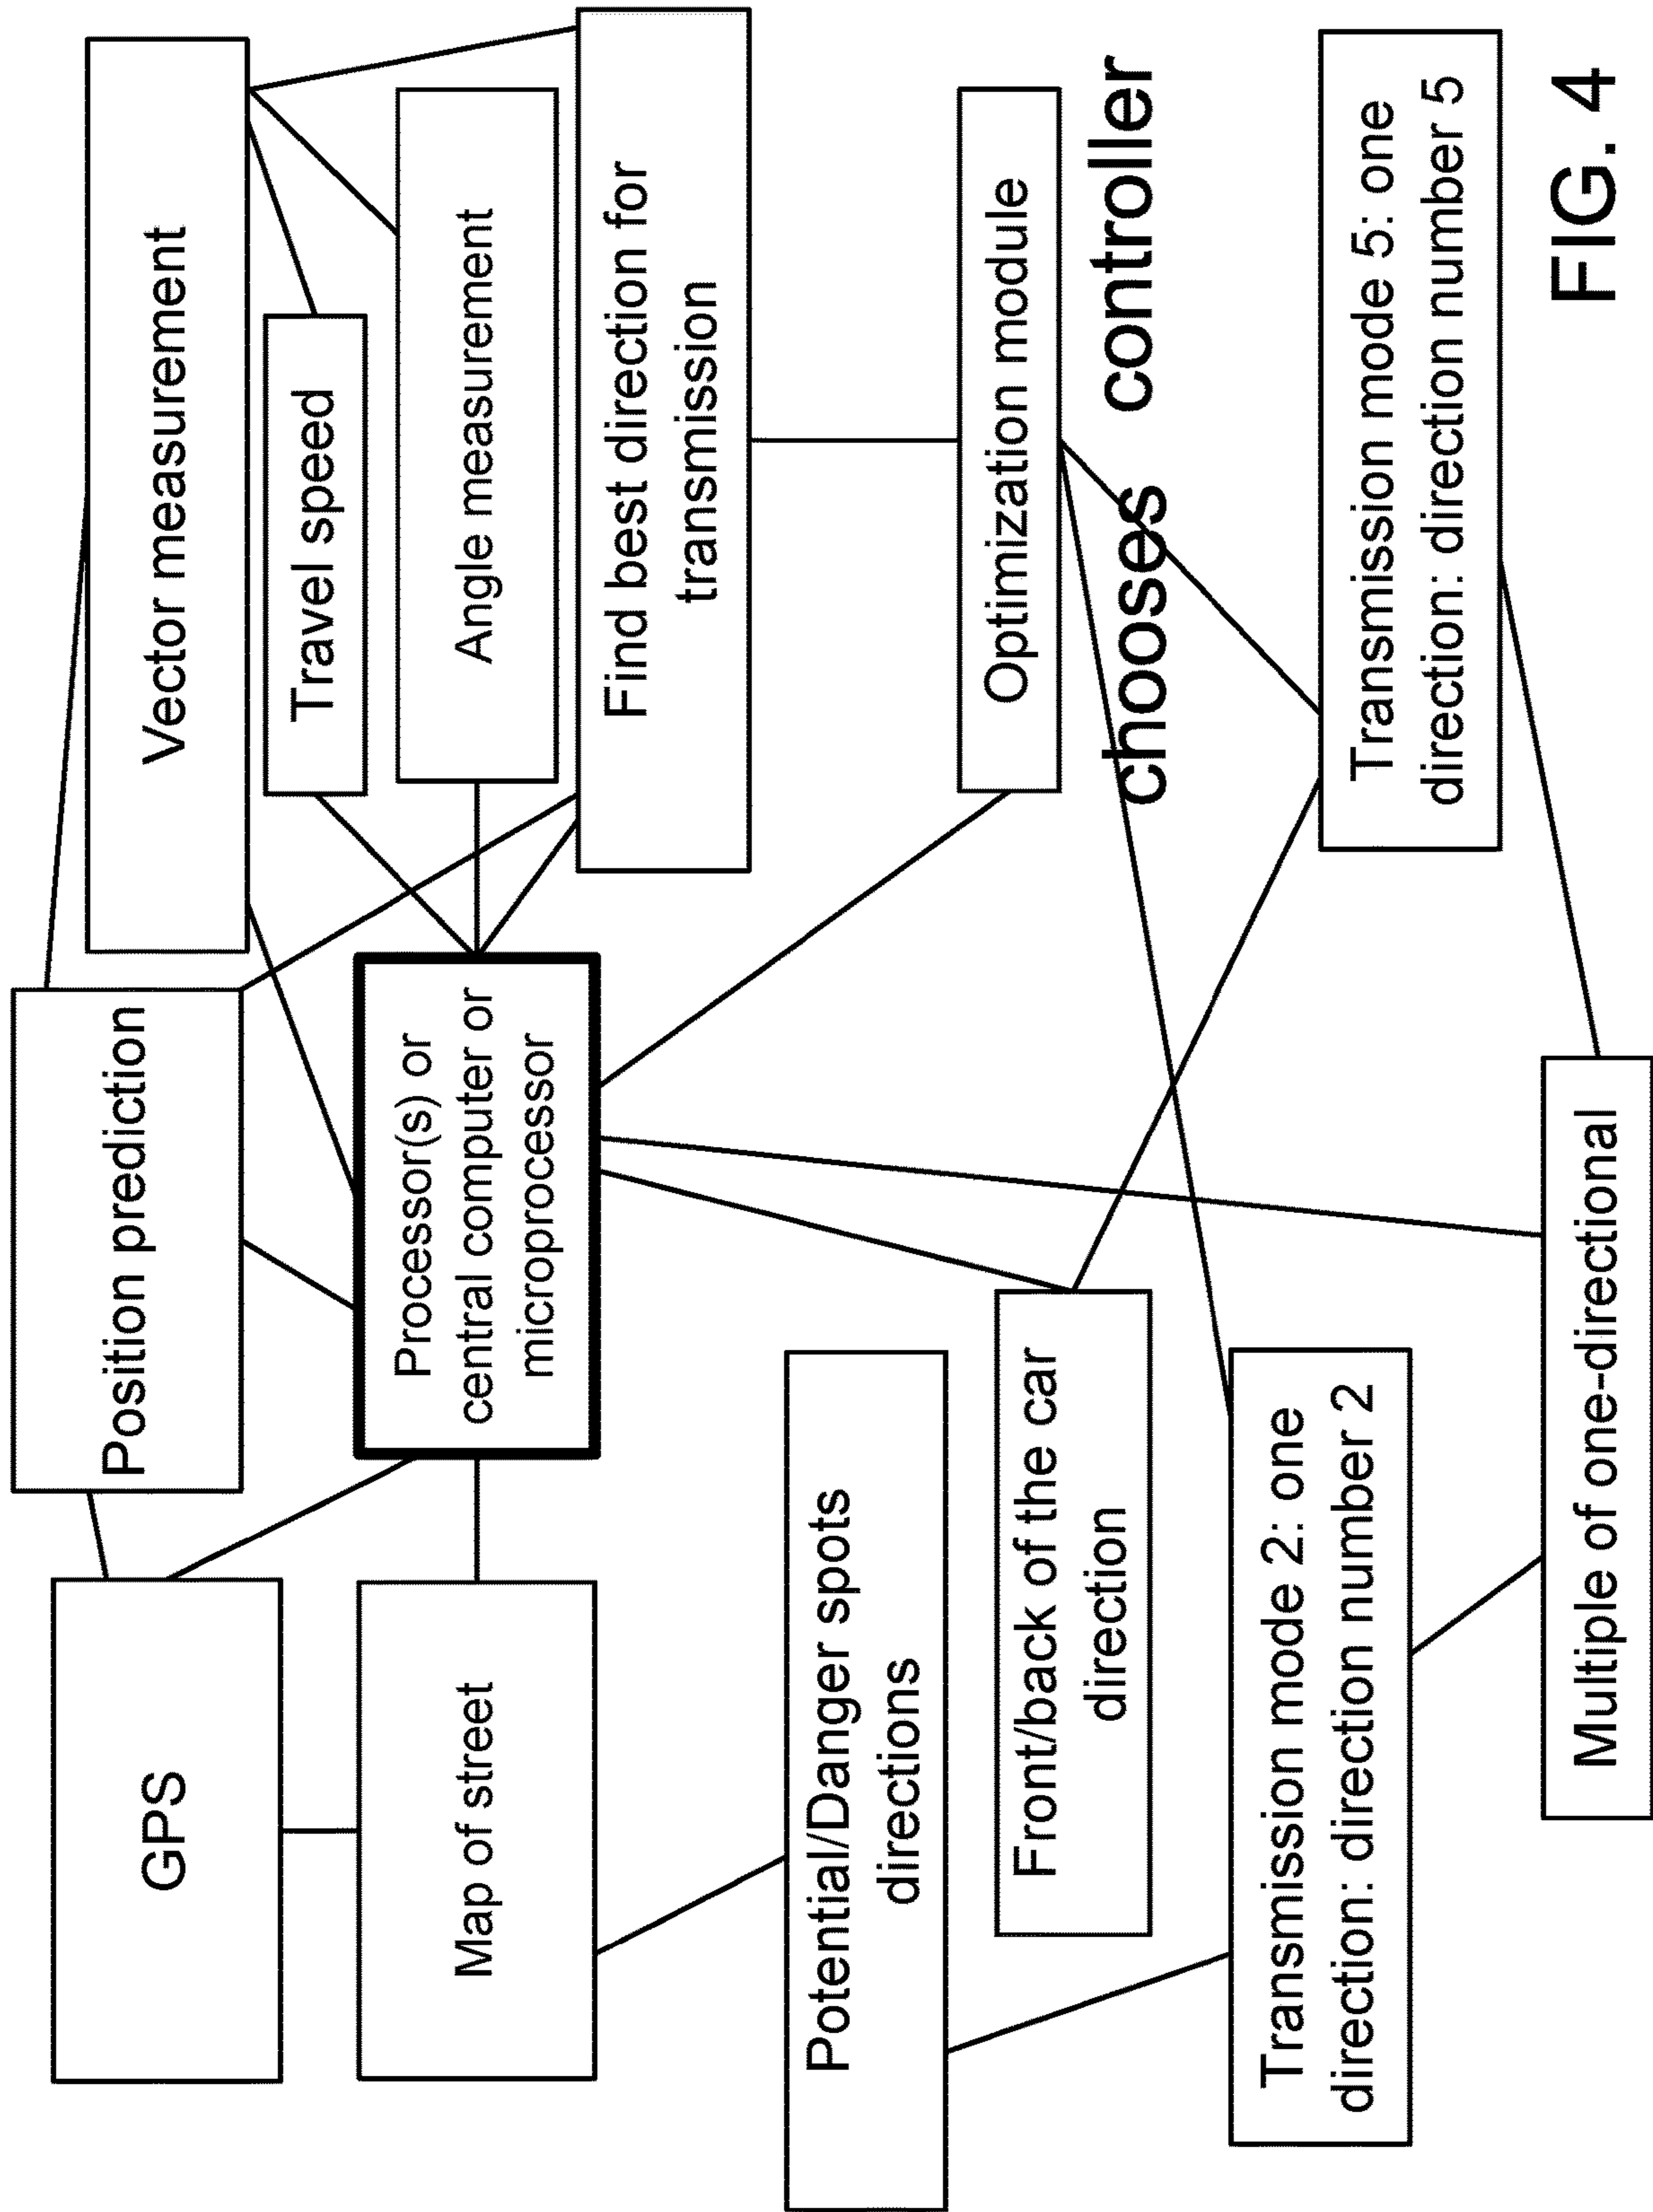 GPS
Position prediction
Vector measurement
Travel speed
Map of street
Processor(s) or
central computer or
microprocessor
Angle measurement
Find best direction for
transmission
Potential/Danger spots
directions
Front/back of the car
direction
Optimization module
chooses controller
Transmission mode 2: one
direction: direction number 2
Transmission mode 5: one
direction: direction number 5
Multiple of one-directional
FIG. 4